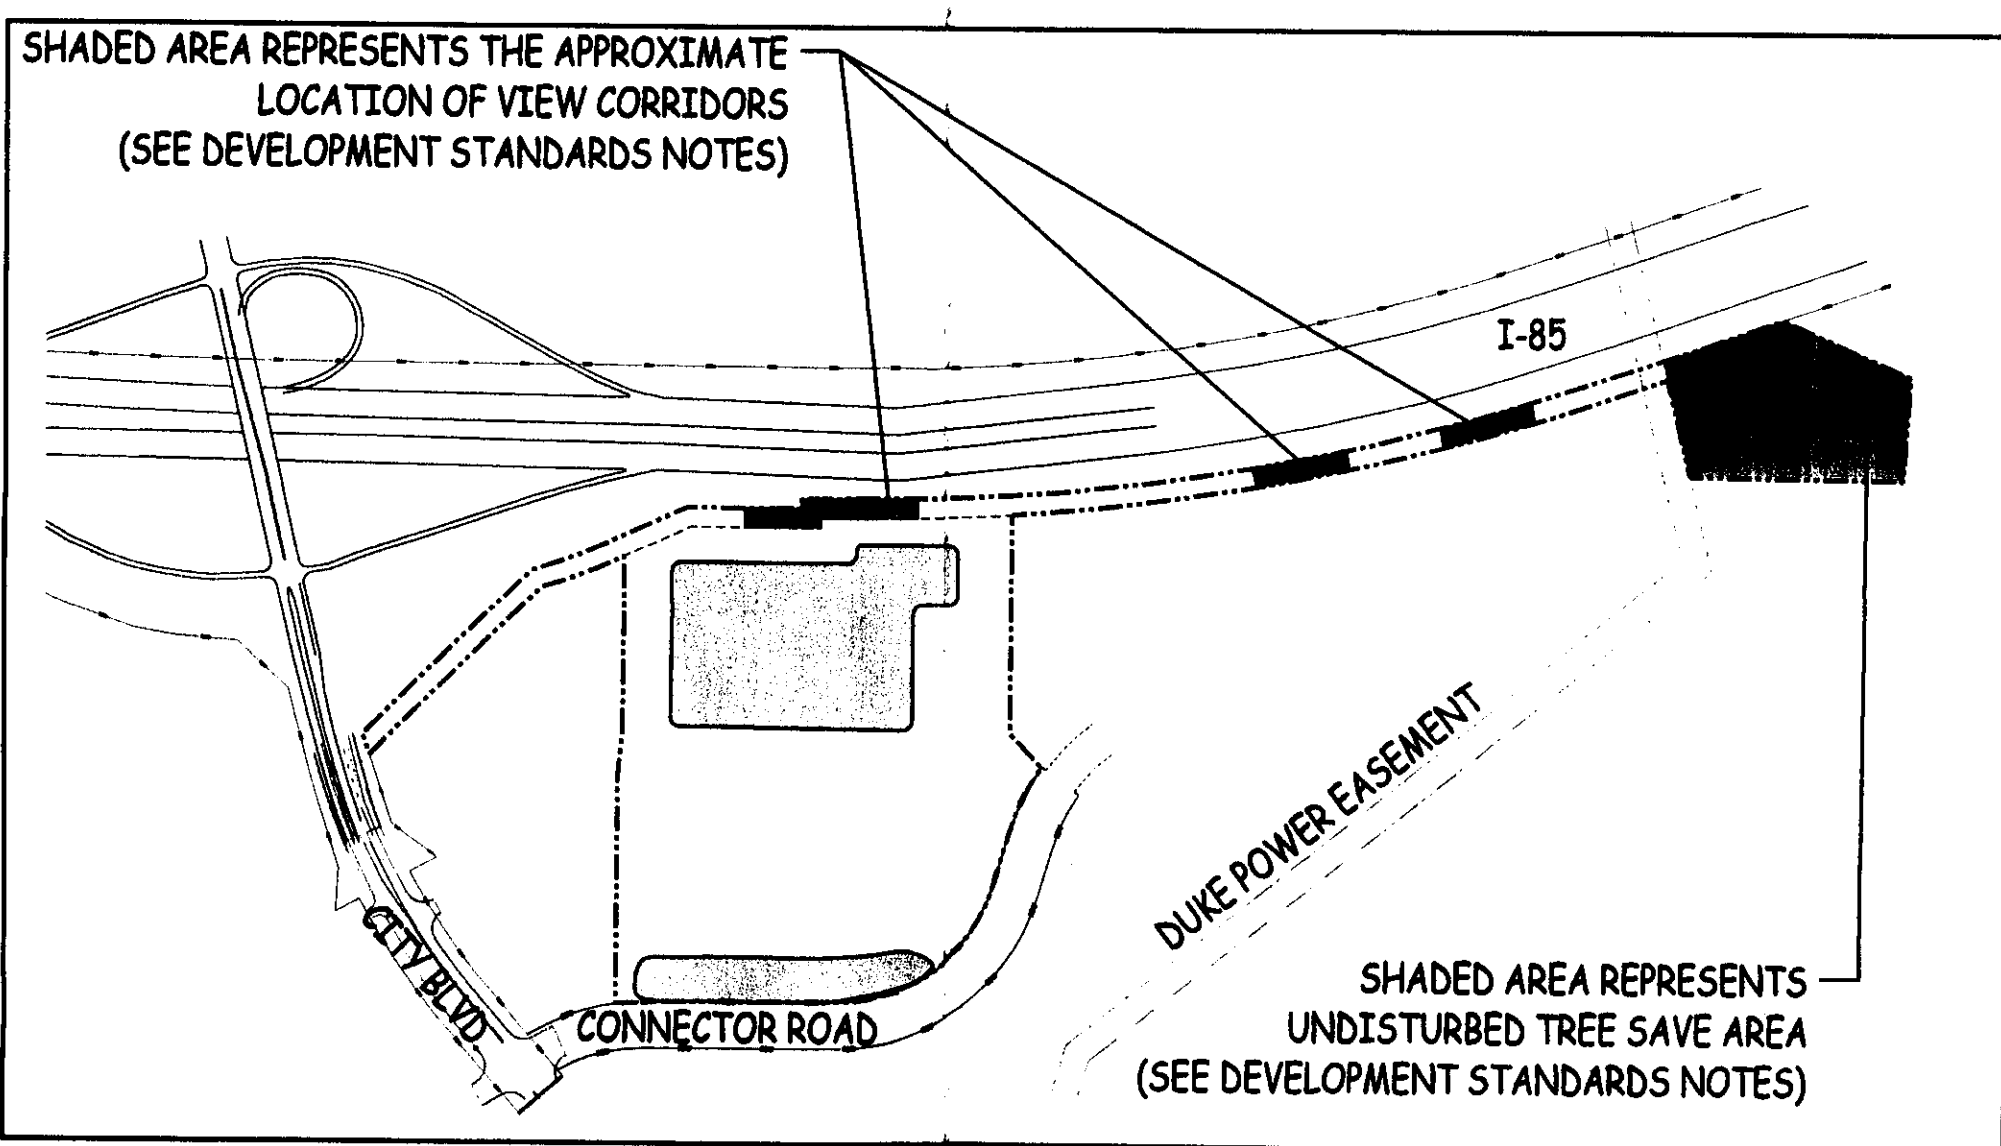 SHADED AREA REPRESENTS THE APPROXIMATE
LOCATION OF VIEW CORRIDORS
(SEE DEVELOPMENT STANDARDS NOTES)
I-85
DUKE POWER EASEMENT
CITY BLVD
CONNECTOR ROAD
SHADED AREA REPRESENTS
UNDISTURBED TREE SAVE AREA
(SEE DEVELOPMENT STANDARDS NOTES)